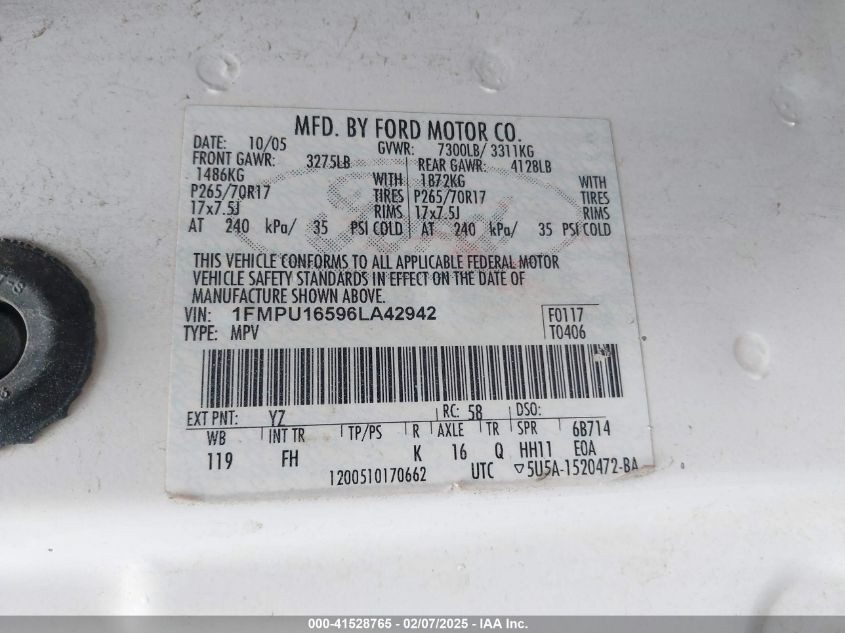 MFD. BY FORD MOTOR CO.
DATE: 10/05 GVWR: 7300LB/ 3311KG
FRONT GAWR: 3275LB REAR GAWR: 4128LB
1486KG WITH 1872KG WITH
P265/70R17 TIRES P265/70R17 TIRES
17x7.5J RIMS 17x7.5J RIMS
AT 240 kPa/ 35 PSI COLD AT 240 kPa/ 35 PSI COLD
THIS VEHICLE CONFORMS TO ALL APPLICABLE FEDERAL MOTOR
VEHICLE SAFETY STANDARDS IN EFFECT ON THE DATE OF
MANUFACTURE SHOWN ABOVE.
VIN: 1FMPU16596LA42942 F0117
TYPE: MPV T0406
EXT PNT: YZ RC: 58 DSO:
WB INT TR TP/PS R AXLE TR SPR 6B714
119 FH K 16 Q HH11 E0A
1200510170662 UTC ▽5U5A-1520472-BA
000-41528765 - 02/07/2025 - IAA Inc.